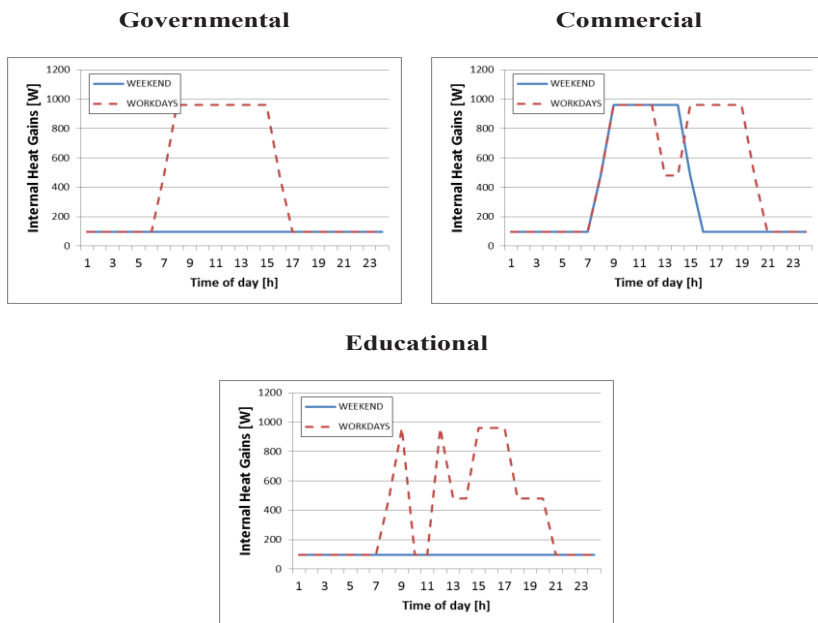 Governmental
Commercial
1200
1000
800
600
400
200
0
Internal Heat Gains [W]
WEEKEND
WORKDAYS
1 3 5 7 9 11 13 15 17 19 21 23
Time of day [h]
1200
1000
800
600
400
200
0
Internal Heat Gains [W]
WEEKEND
WORKDAYS
1 3 5 7 9 11 13 15 17 19 21 23
Time of day [h]
Educational
1200
1000
800
600
400
200
0
Internal Heat Gains [W]
WEEKEND
WORKDAYS
1 3 5 7 9 11 13 15 17 19 21 23
Time of day [h]